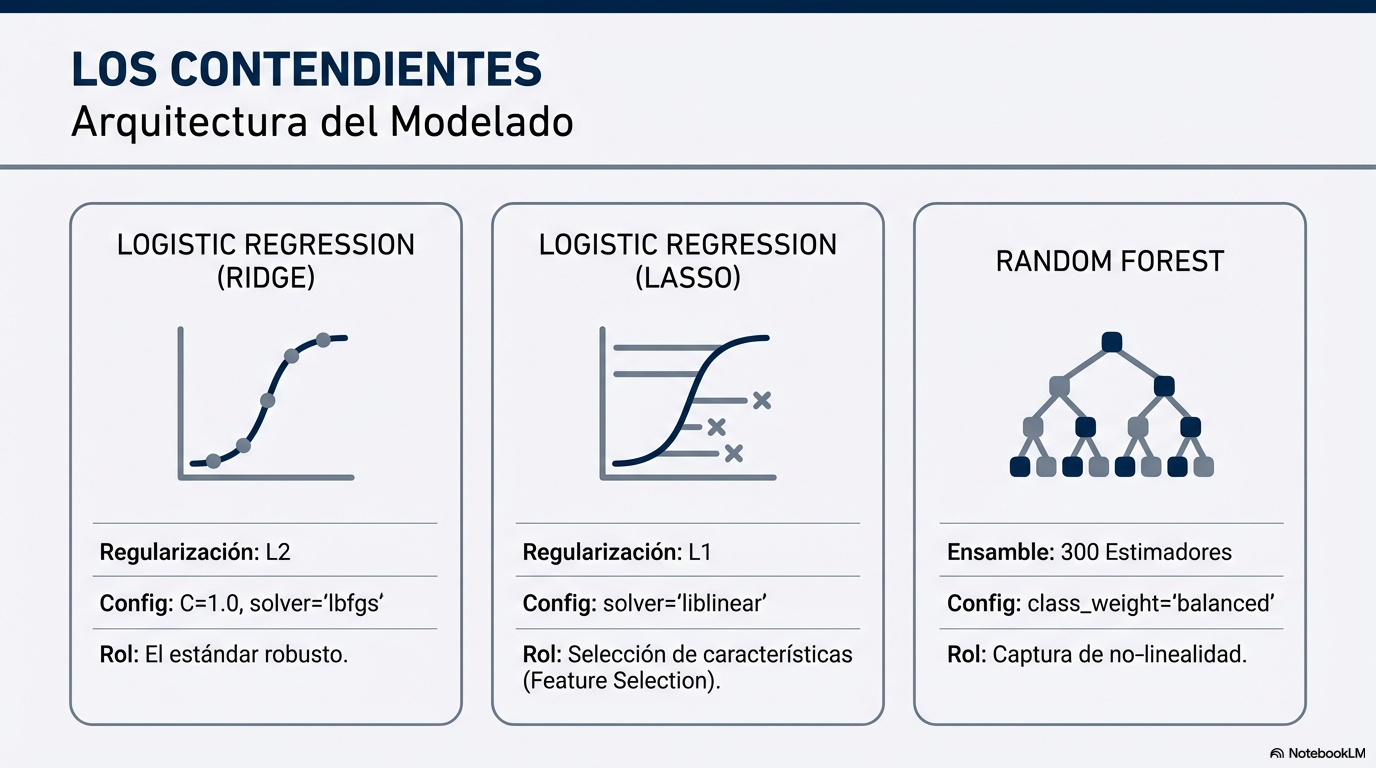 LOS CONTENDIENTES
Arquitectura del Modelado
LOGISTIC REGRESSION
(RIDGE)
Regularización: L2
Config: C=1.0, solver=‘lbfgs’
Rol: El estándar robusto.
LOGISTIC REGRESSION
(LASSO)
Regularización: L1
Config: solver=‘liblinear’
Rol: Selección de características
(Feature Selection).
RANDOM FOREST
Ensamble: 300 Estimadores
Config: class_weight=‘balanced’
Rol: Captura de no-linealidad.
NotebookLM